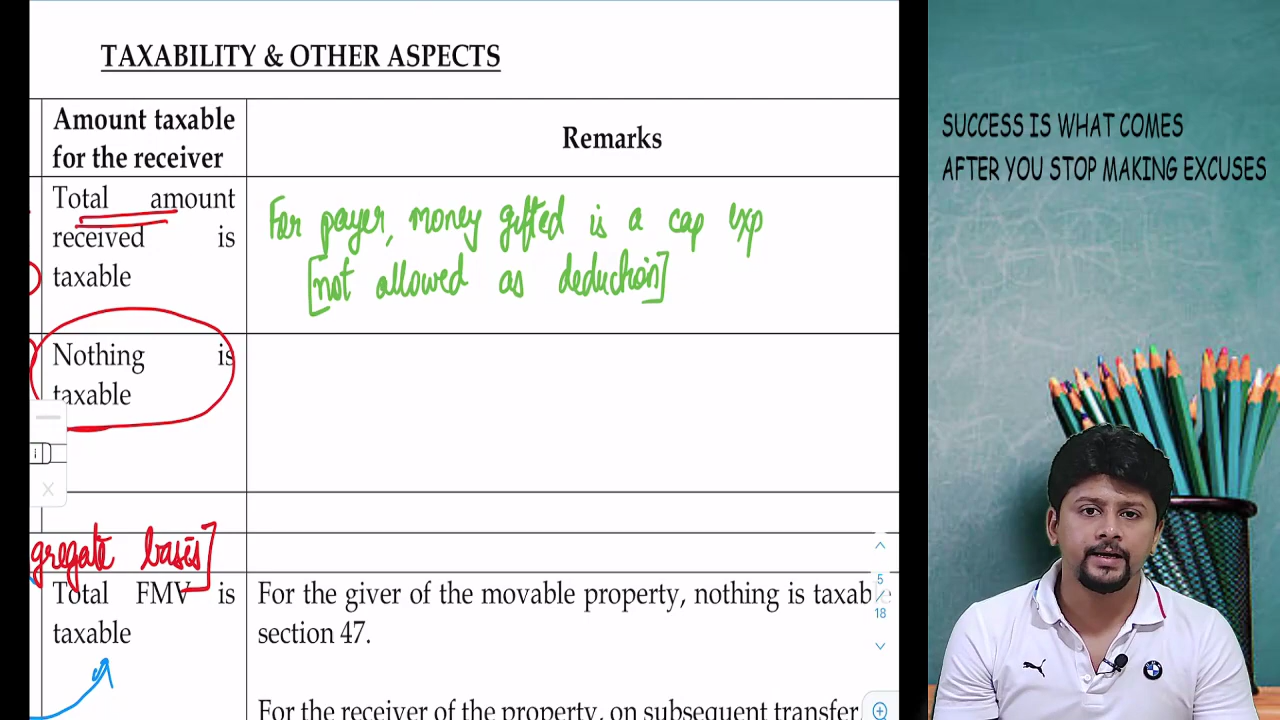 TAXABILITY & OTHER ASPECTS
Amount taxable
for the receiver
Remarks
Total amount
received is
taxable
For payer, money gifted is a cap exp
[not allowed as deduction]
Nothing is
taxable
i
X
gregate basis]
Total FMV is
taxable
For the giver of the movable property, nothing is taxable
section 47.
For the receiver of the property, on subsequent transfer
5
/
18
SUCCESS IS WHAT COMES
AFTER YOU STOP MAKING EXCUSES